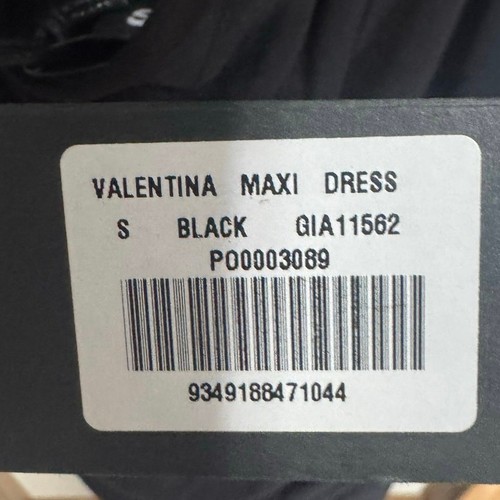 VALENTINA MAXI DRESS
S BLACK GIA11562
PO0003089
9349188471044